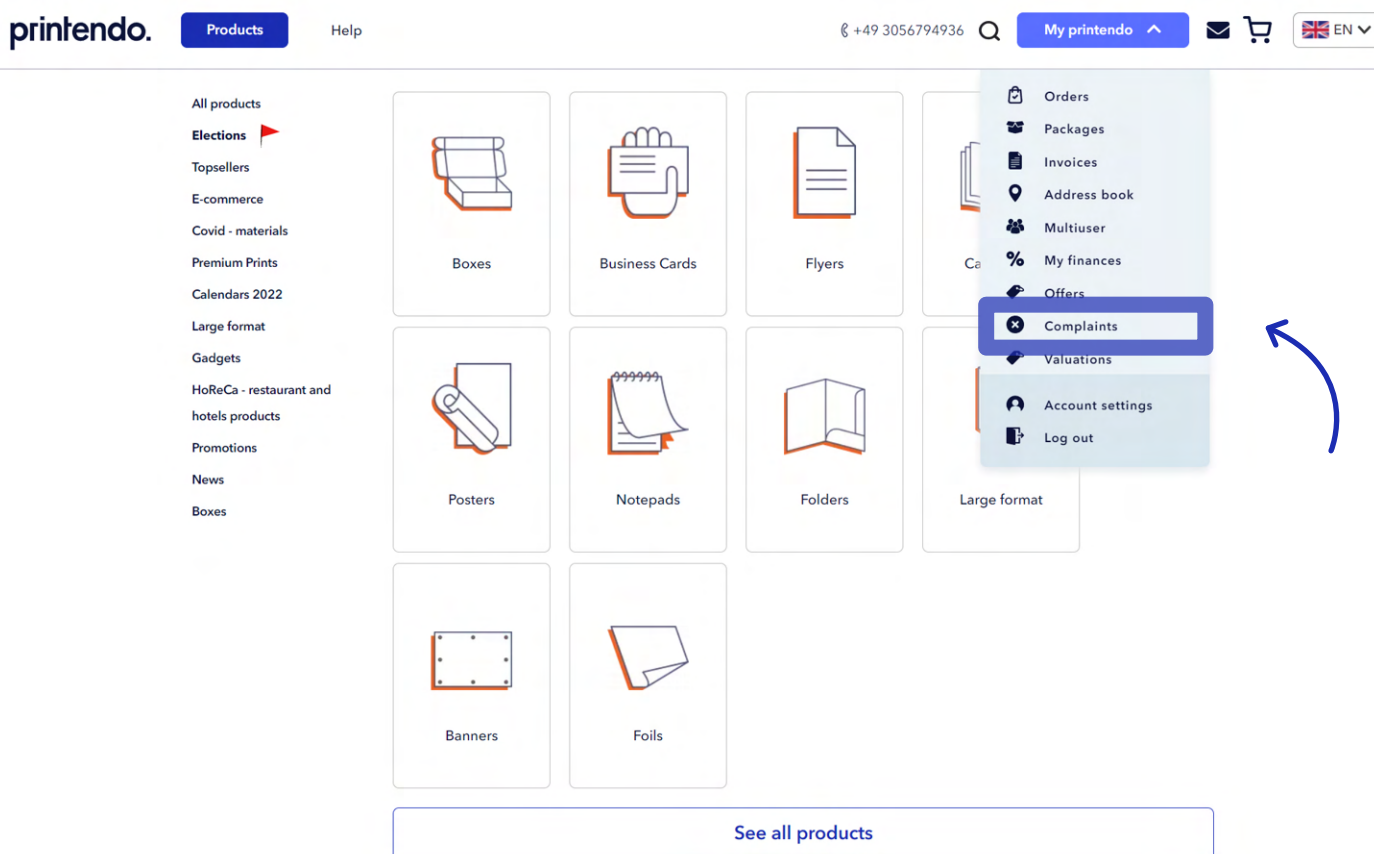 printendo.
Products
Help
+49 3056794936
My printendo
EN
All products
Elections
Topsellers
E-commerce
Covid - materials
Premium Prints
Calendars 2022
Large format
Gadgets
HoReCa - restaurant and
hotels products
Promotions
News
Boxes
Boxes
Business Cards
Flyers
Ca
Posters
Notepads
Folders
Large format
Banners
Foils
See all products
Orders
Packages
Invoices
Address book
Multiuser
My finances
Offers
Complaints
Valuations
Account settings
Log out